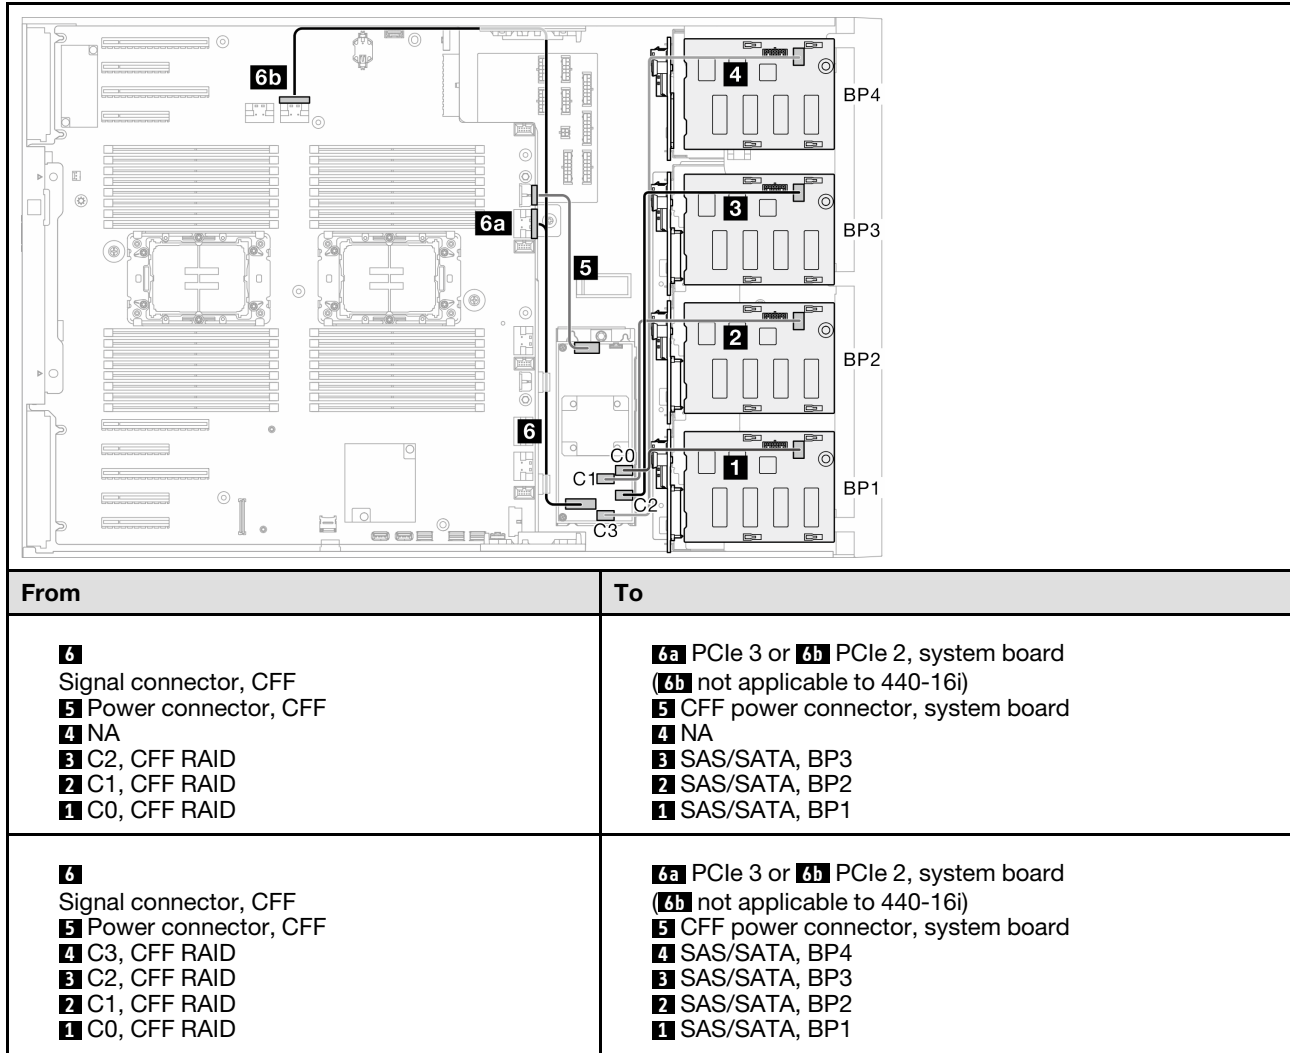 6b
4
BP4
3
6a
BP3
5
2
BP2
6
C0
1
C1
C2
BP1
C3
From
To
6
Signal connector, CFF
5 Power connector, CFF
4 NA
3 C2, CFF RAID
2 C1, CFF RAID
1 C0, CFF RAID
6a PCIe 3 or 6b PCIe 2, system board
(6b not applicable to 440-16i)
5 CFF power connector, system board
4 NA
3 SAS/SATA, BP3
2 SAS/SATA, BP2
1 SAS/SATA, BP1
6
Signal connector, CFF
5 Power connector, CFF
4 C3, CFF RAID
3 C2, CFF RAID
2 C1, CFF RAID
1 C0, CFF RAID
6a PCIe 3 or 6b PCIe 2, system board
(6b not applicable to 440-16i)
5 CFF power connector, system board
4 SAS/SATA, BP4
3 SAS/SATA, BP3
2 SAS/SATA, BP2
1 SAS/SATA, BP1